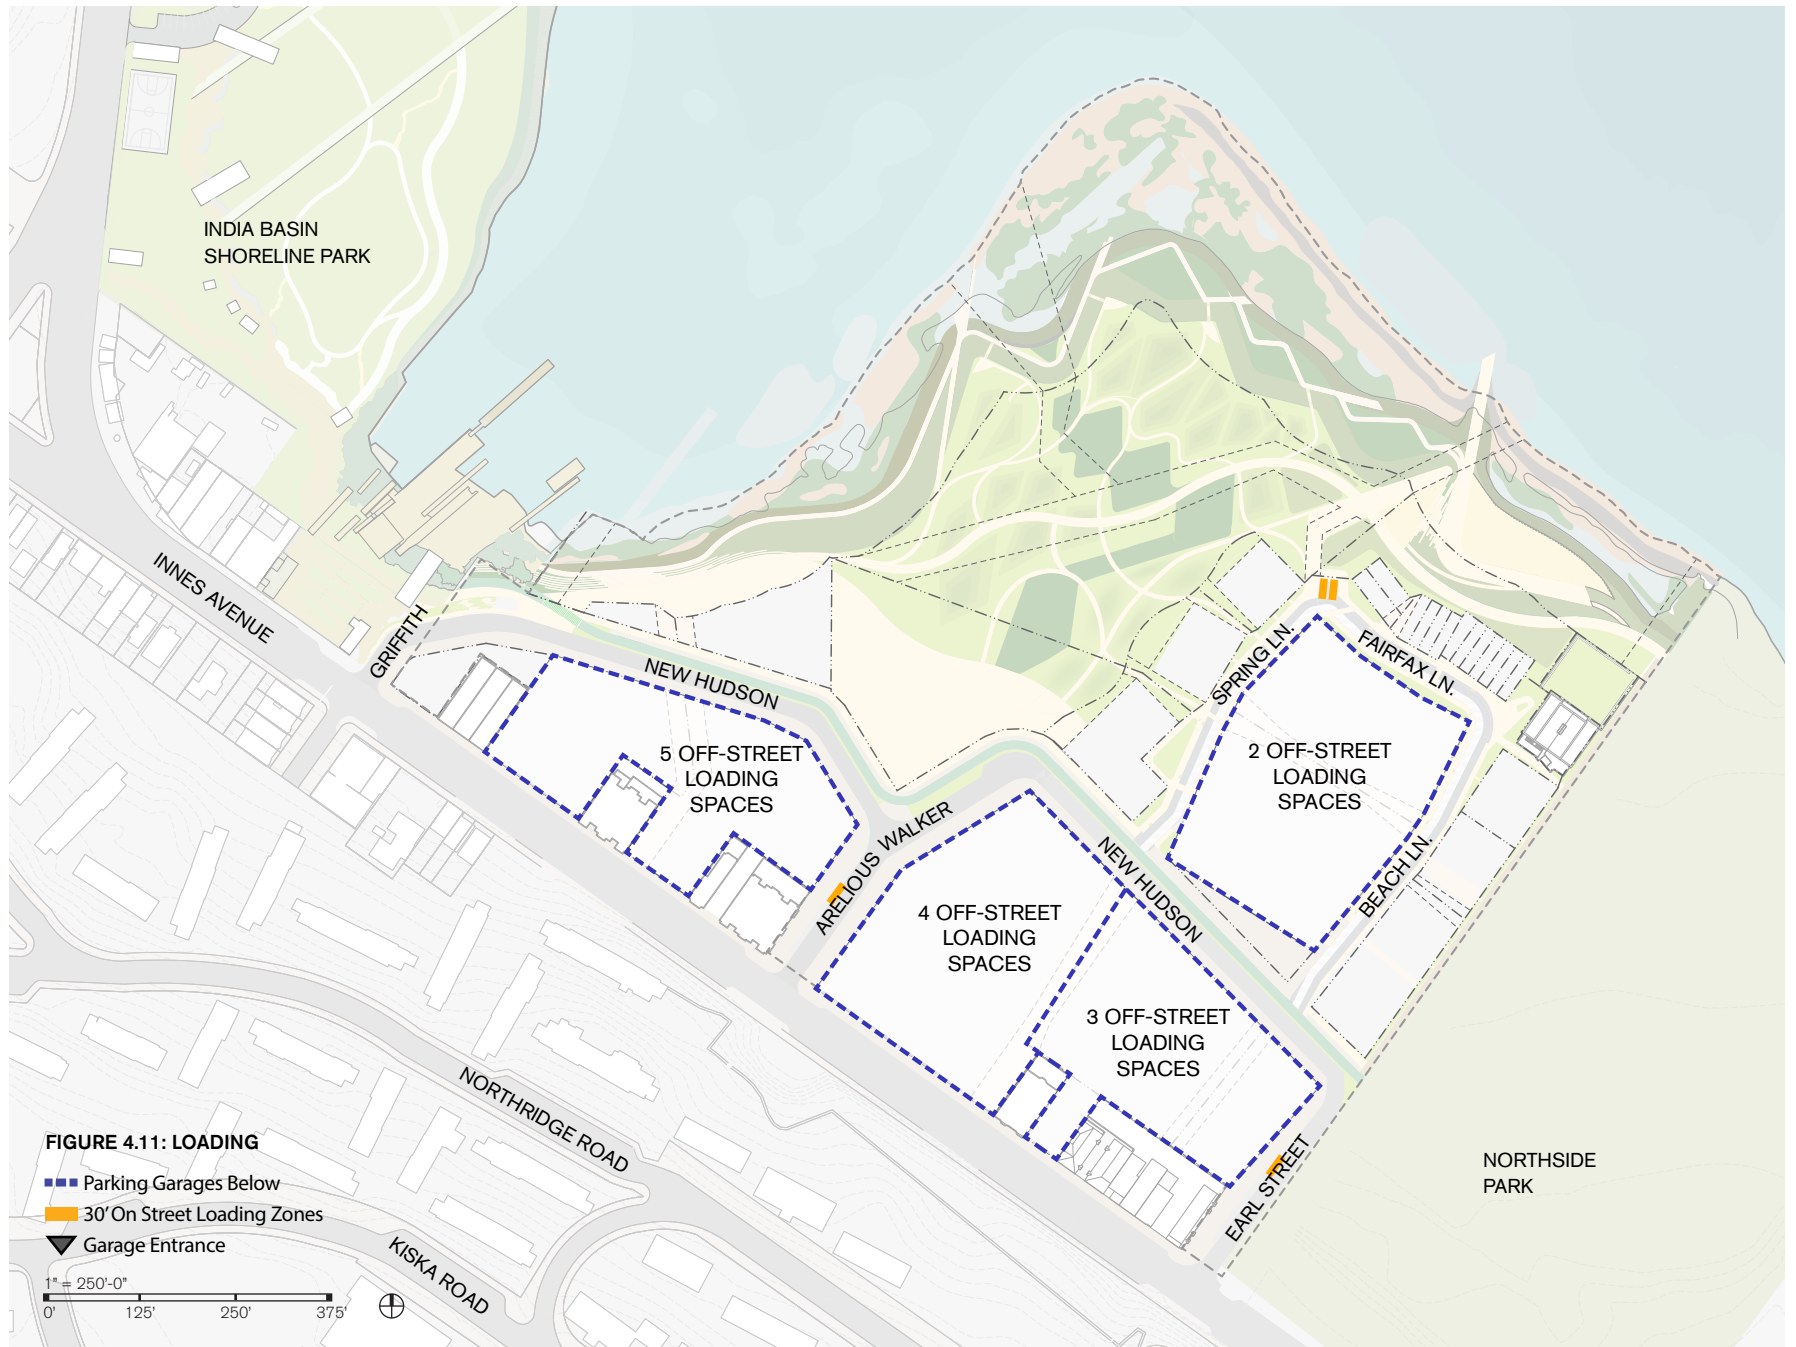 INDIA BASIN
SHORELINE PARK
INNES AVENUE
GRIFFITH
NEW HUDSON
SPRING LN.
FAIRFAX LN.
5 OFF-STREET
LOADING
SPACES
2 OFF-STREET
LOADING
SPACES
ARELIOUS WALKER
NEW HUDSON
BEACH LN.
4 OFF-STREET
LOADING
SPACES
3 OFF-STREET
LOADING
SPACES
NORTHRIDGE ROAD
EARL STREET
NORTHSIDE
PARK
KISKA ROAD
FIGURE 4.11: LOADING
Parking Garages Below
30' On Street Loading Zones
Garage Entrance
1" = 250'-0"
0' 125' 250' 375'